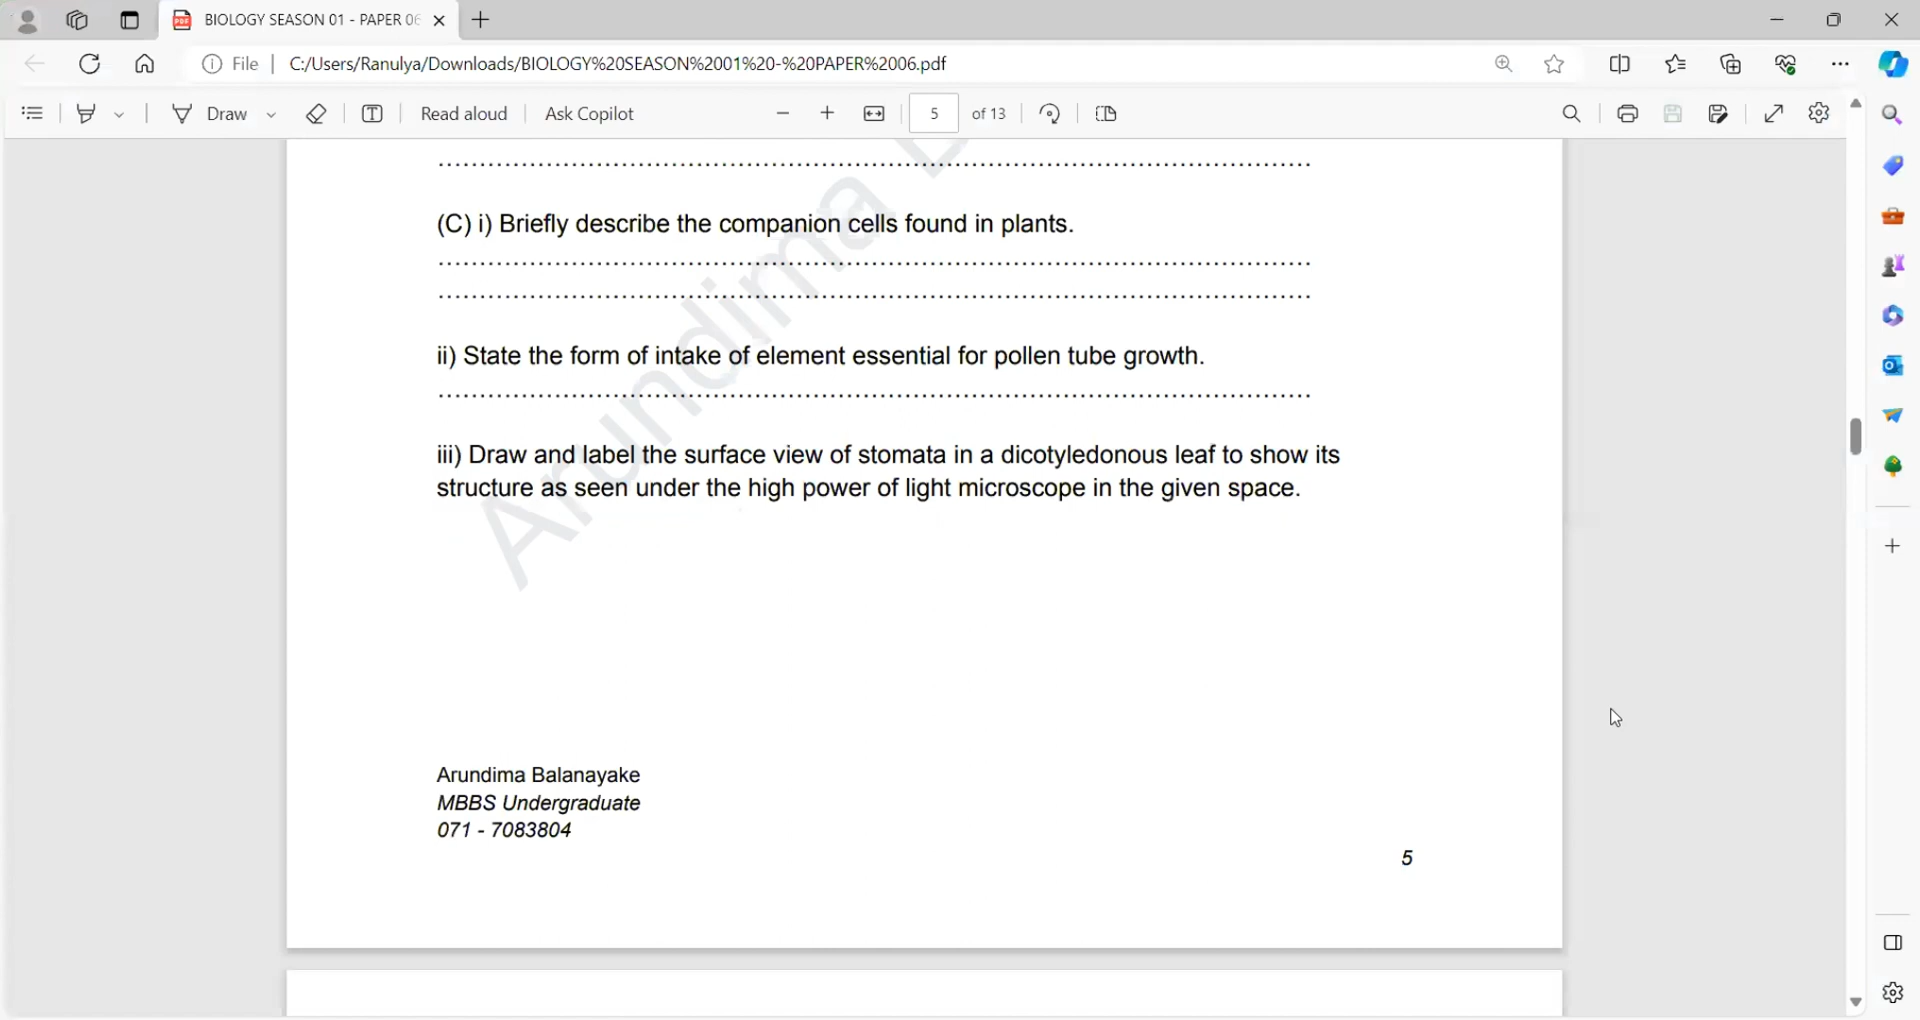 BIOLOGY SEASON 01 - PAPER 06
File
C:/Users/Ranulya/Downloads/BIOLOGY%20SEASON%2001%20-%20PAPER%2006.pdf
Draw
Read aloud
Ask Copilot
5
of 13
................................................................................................................
(C) i) Briefly describe the companion cells found in plants.
................................................................................................................
................................................................................................................
ii) State the form of intake of element essential for pollen tube growth.
................................................................................................................
iii) Draw and label the surface view of stomata in a dicotyledonous leaf to show its
structure as seen under the high power of light microscope in the given space.
Arundima B
Arundima Balanayake
MBBS Undergraduate
071 - 7083804
5